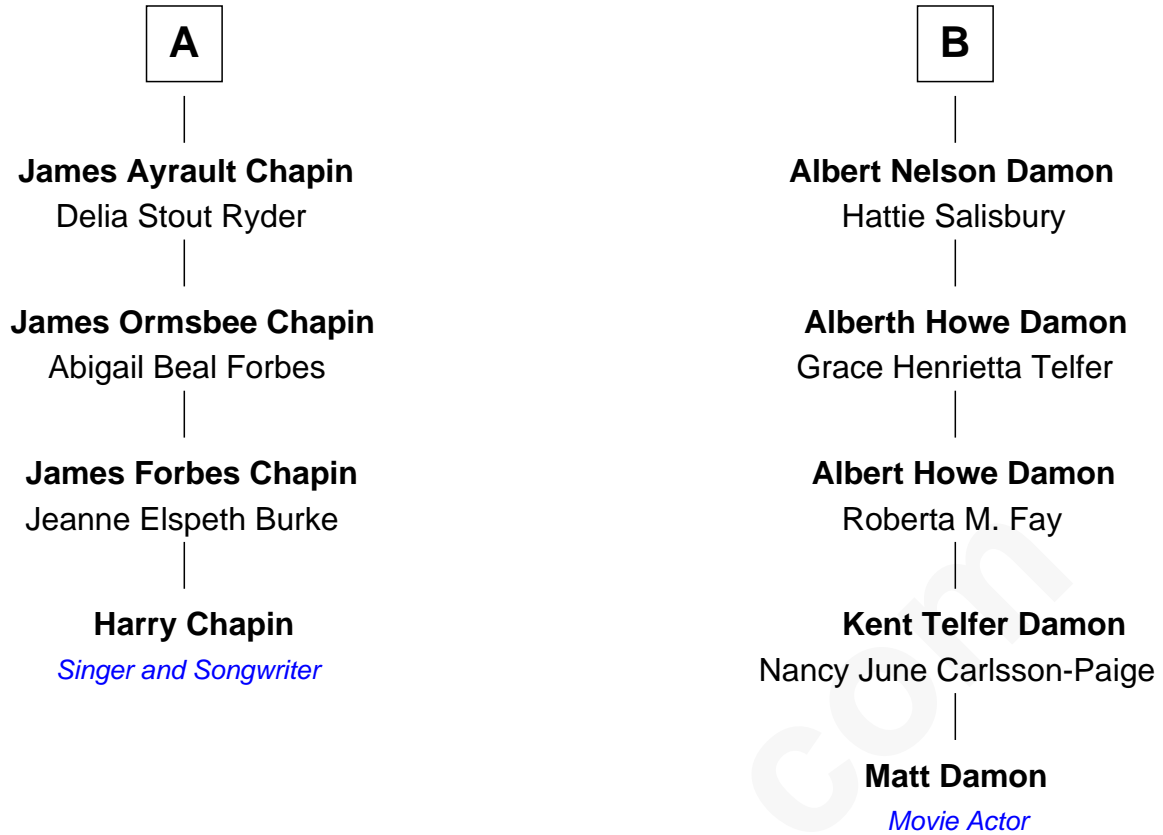 A
James Ayrault Chapin
Delia Stout Ryder
James Ormsbee Chapin
Abigail Beal Forbes
James Forbes Chapin
Jeanne Elspeth Burke
Harry Chapin
Singer and Songwriter
B
Albert Nelson Damon
Hattie Salisbury
Alberth Howe Damon
Grace Henrietta Telfer
Albert Howe Damon
Roberta M. Fay
Kent Telfer Damon
Nancy June Carlsson-Paige
Matt Damon
Movie Actor
com